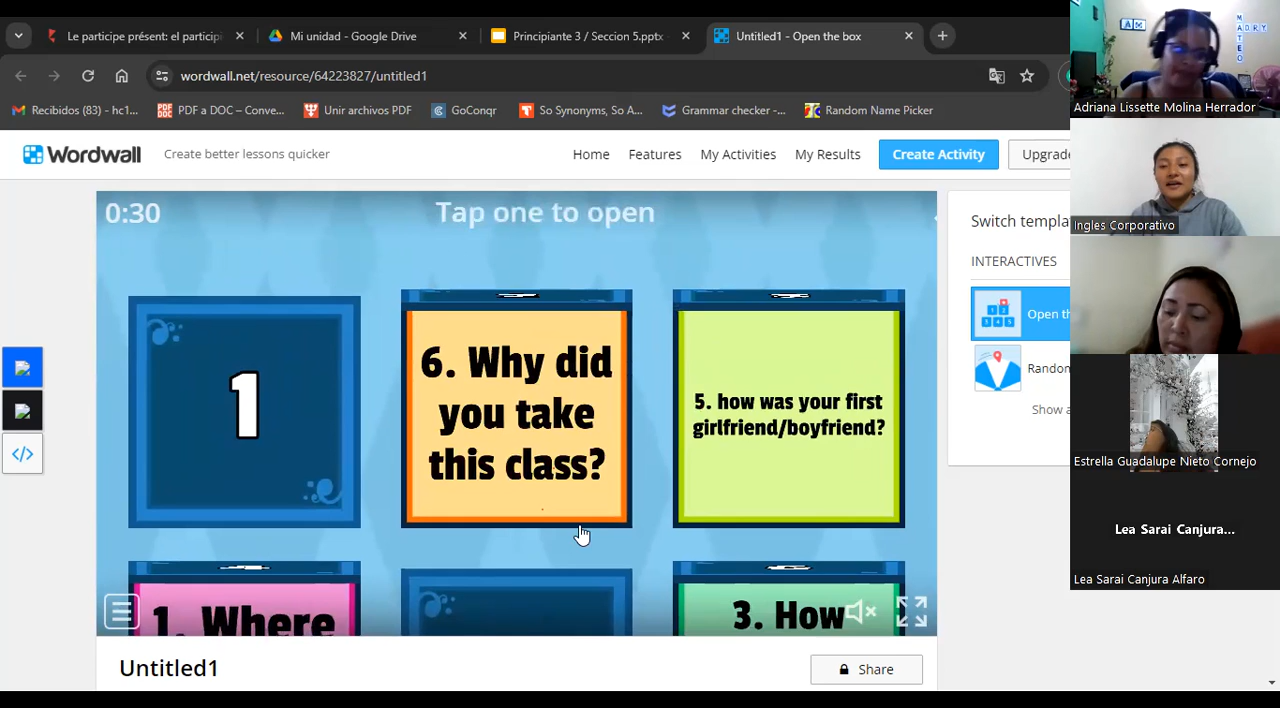 Le participe présent: el particip
Mi unidad - Google Drive
Principiante 3 / Seccion 5.pptx
Untitled1 - Open the box
wordwall.net/resource/64223827/untitled1
Recibidos (83) - hc1...
PDF a DOC – Conve...
Unir archivos PDF
GoConqr
So Synonyms, So A...
Grammar checker -...
Random Name Picker
Wordwall
Create better lessons quicker
Home
Features
My Activities
My Results
Create Activity
Upgrade
0:30
Tap one to open
1
6. Why did
you take
this class?
5. how was your first
girlfriend/boyfriend?
1. Where
3. How
Untitled1
Share
Switch templa
INTERACTIVES
Open th
Random
Show a
Adriana Lissette Molina Herrador
Ingles Corporativo
Estrella Guadalupe Nieto Cornejo
Lea Sarai Canjura...
Lea Sarai Canjura Alfaro